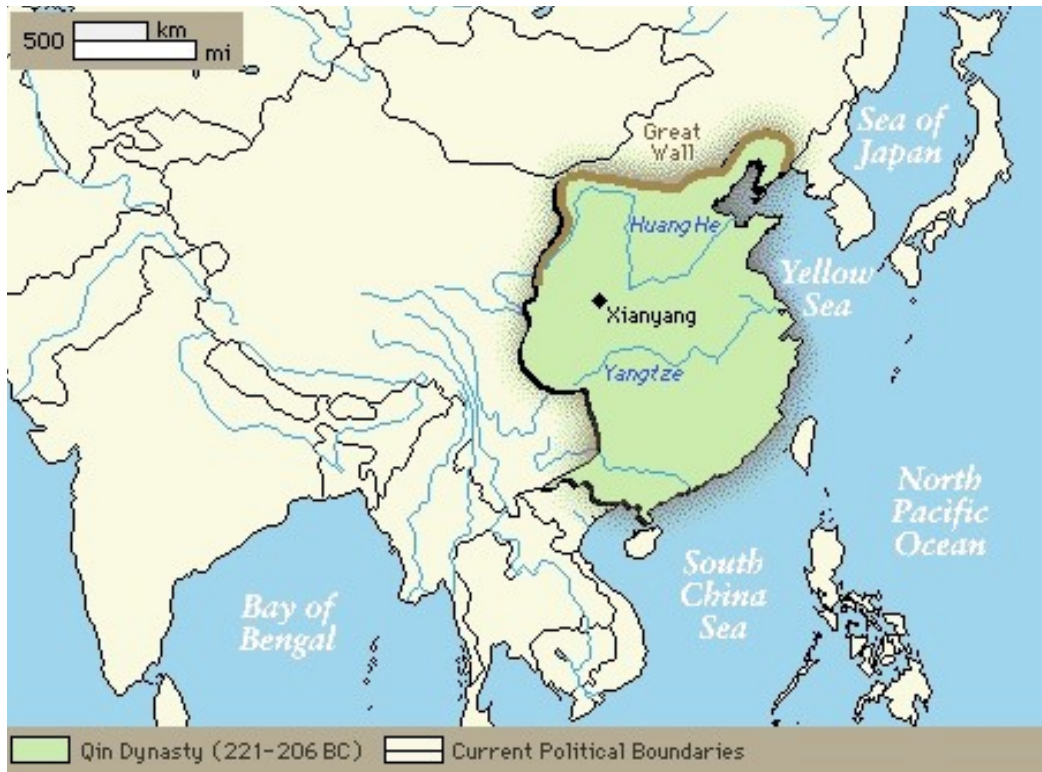 500 km
mi
Great
Wall
Sea of
Japan
Huang He
Yellow
Sea
Xianyang
Yangtze
North
Pacific
Ocean
South
China
Sea
Bay of
Bengal
Qin Dynasty (221-206 BC)
Current Political Boundaries